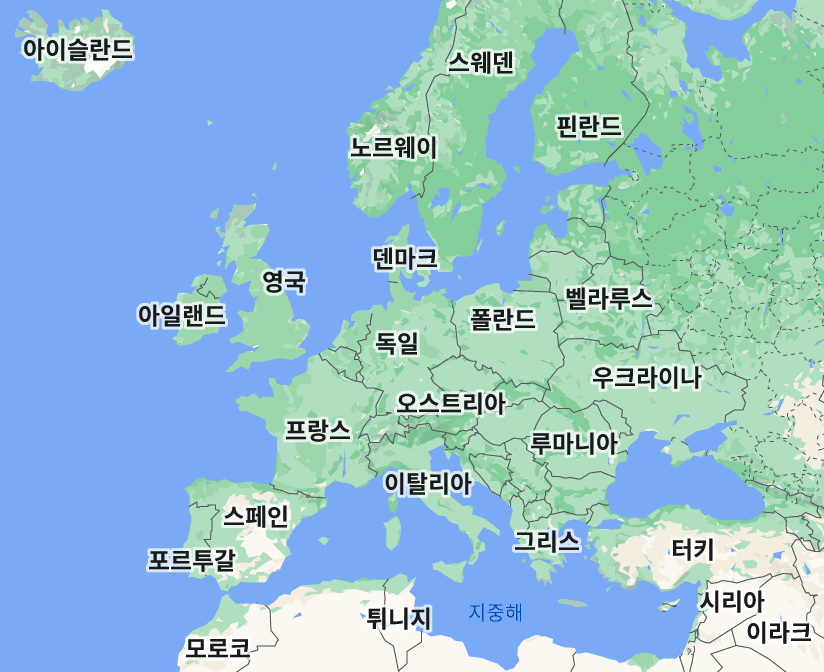 아이슬란드
스웨덴
핀란드
노르웨이
덴마크
영국
벨라루스
아일랜드
폴란드
독일
우크라이나
오스트리아
프랑스
루마니아
이탈리아
스페인
그리스
터키
포르투갈
시리아
지중해
튀니지
이라크
모로코